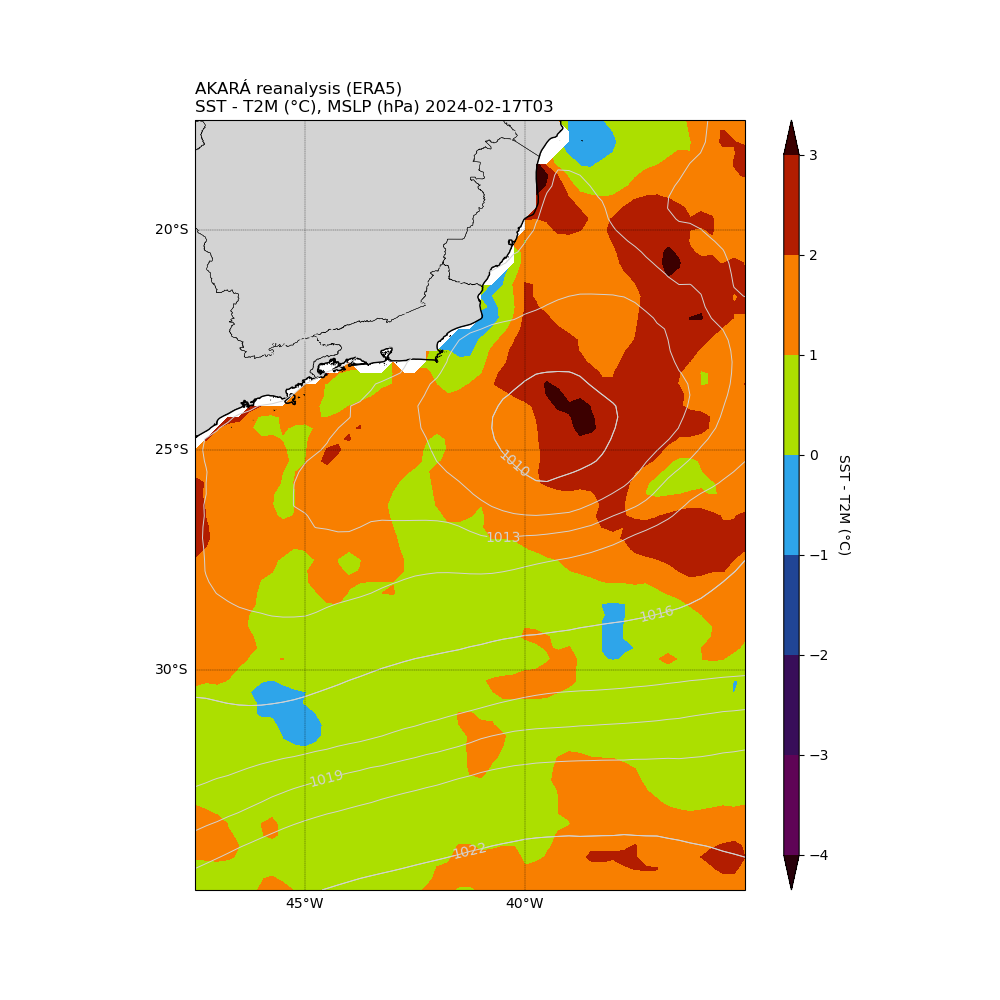 AKARÁ reanalysis (ERA5)
SST - T2M (°C), MSLP (hPa) 2024-02-17T03
3
20°S
2
1
1010
25°S
0
SST - T2M (°C)
1013
−1
1016
−2
30°S
1019
−3
1022
−4
45°W
40°W